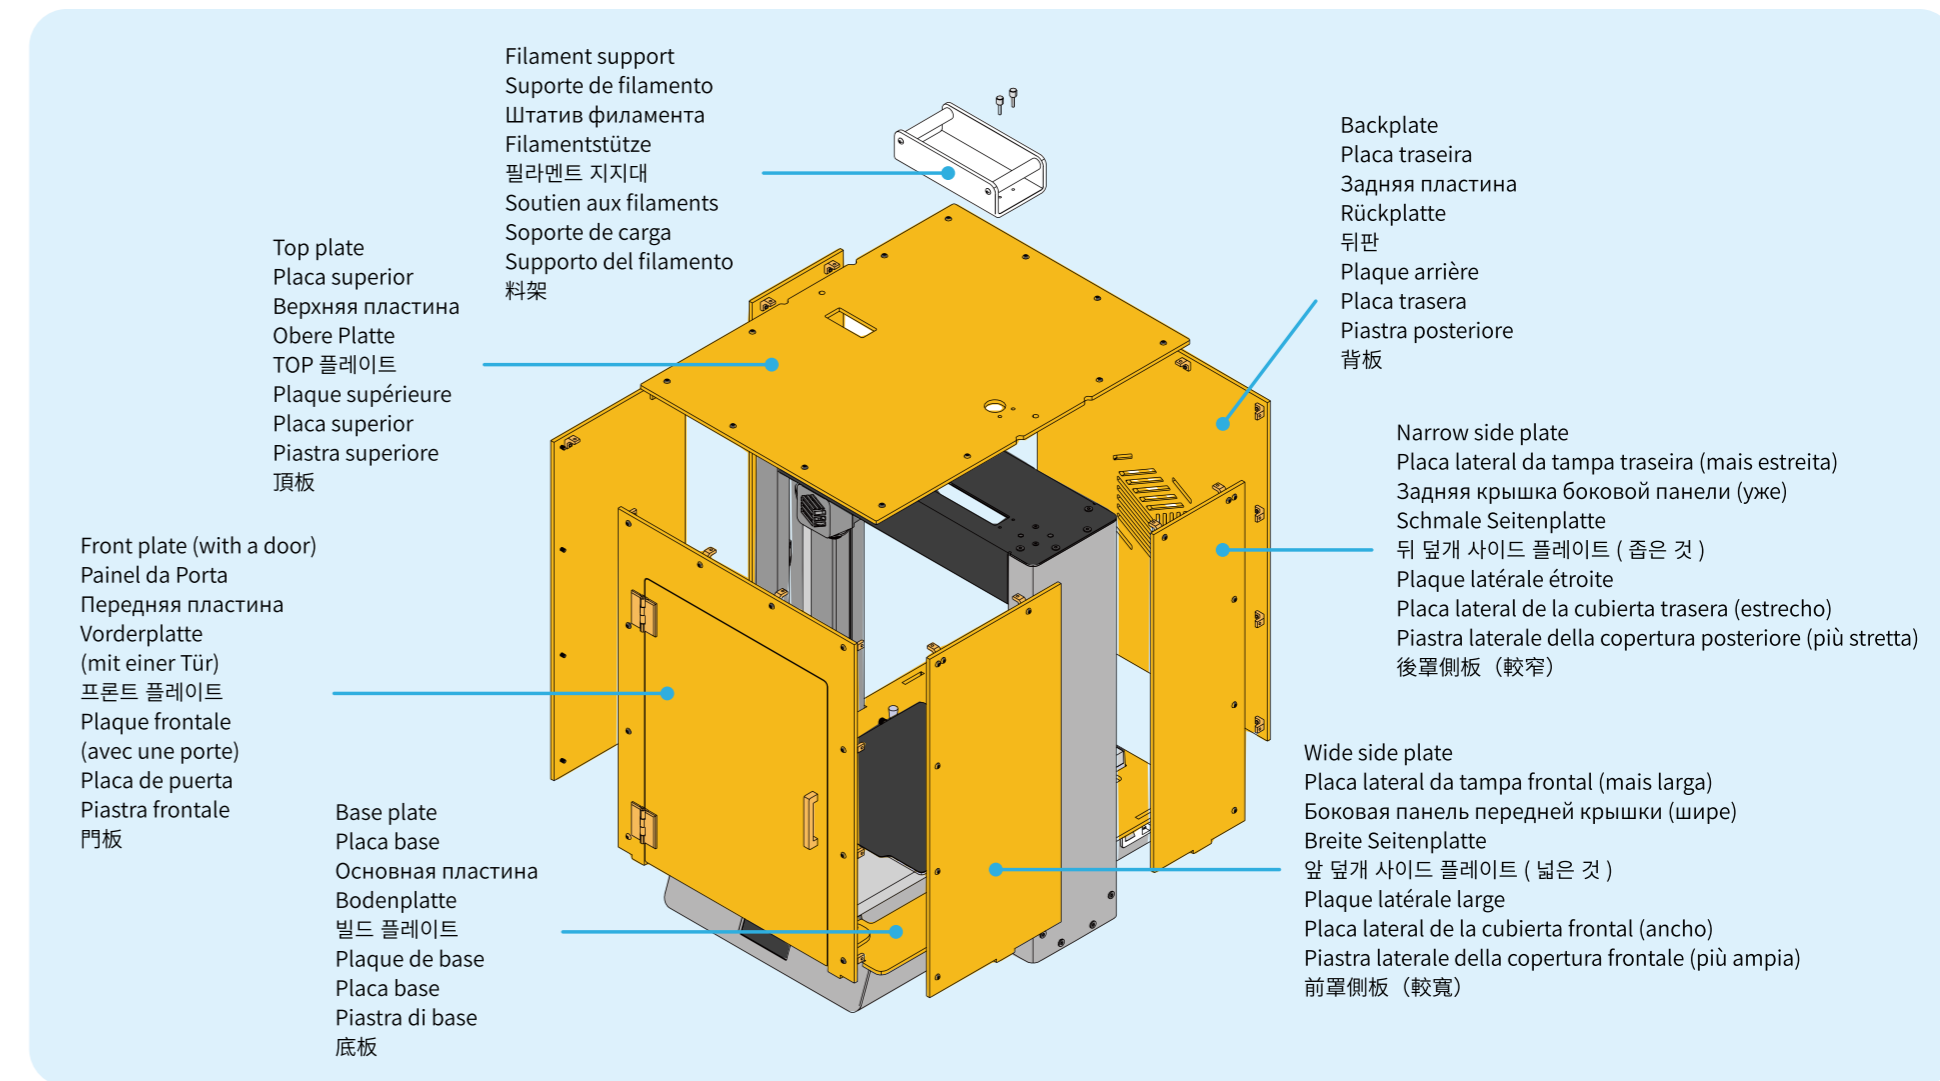 Filament support
Suporte de filamento
Штатив филамента
Filamentstütze
필라멘트 지지대
Soutien aux filaments
Soporte de carga
Supporto del filamento
料架
Backplate
Placa traseira
Задняя пластина
Rückplatte
뒤판
Plaque arrière
Placa trasera
Piastra posteriore
背板
Top plate
Placa superior
Верхняя пластина
Obere Platte
TOP 플레이트
Plaque supérieure
Placa superior
Piastra superiore
頂板
Narrow side plate
Placa lateral da tampa traseira (mais estreita)
Задняя крышка боковой панели (уже)
Schmale Seitenplatte
뒤 덮개 사이드 플레이트 ( 좁은 것 )
Plaque latérale étroite
Placa lateral de la cubierta trasera (estrecho)
Piastra laterale della copertura posteriore (più stretta)
後罩側板（較窄）
Front plate (with a door)
Painel da Porta
Передняя пластина
Vorderplatte
(mit einer Tür)
프론트 플레이트
Plaque frontale
(avec une porte)
Placa de puerta
Piastra frontale
門板
Wide side plate
Placa lateral da tampa frontal (mais larga)
Боковая панель передней крышки (шире)
Breite Seitenplatte
앞 덮개 사이드 플레이트 ( 넓은 것 )
Plaque latérale large
Placa lateral de la cubierta frontal (ancho)
Piastra laterale della copertura frontale (più ampia)
前罩側板（較寬）
Base plate
Placa base
Основная пластина
Bodenplatte
빌드 플레이트
Plaque de base
Placa base
Piastra di base
底板